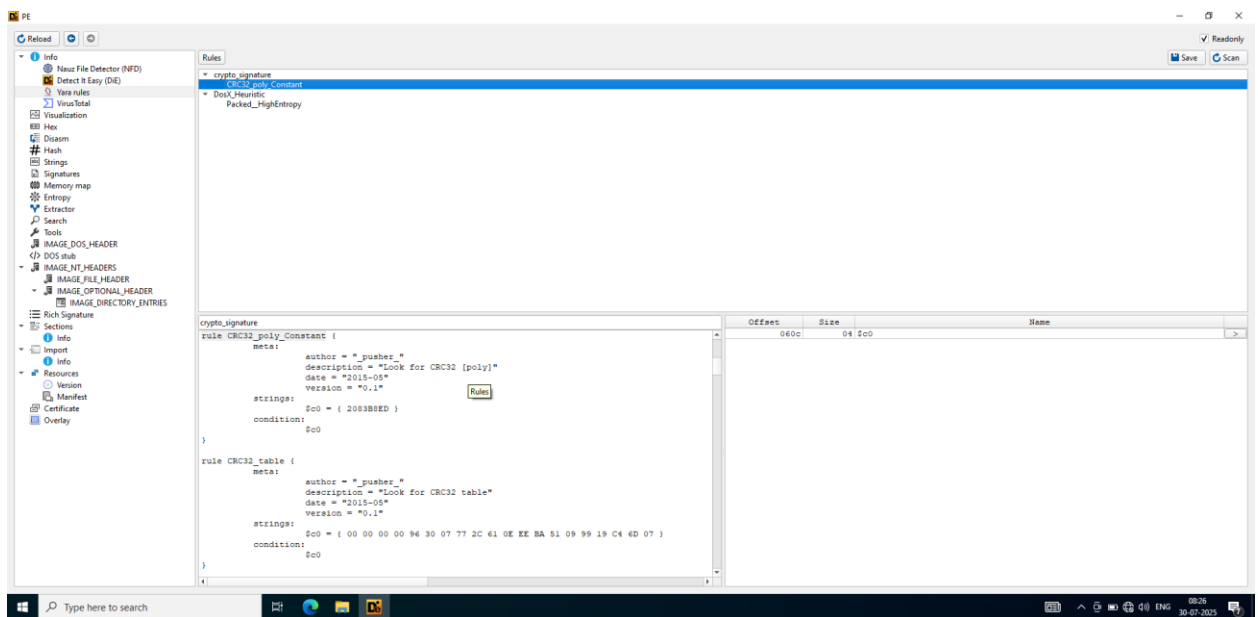 PE
Reload
Readonly
Info
Nauz File Detector (NFD)
Detect It Easy (DiE)
Yara rules
VirusTotal
Visualization
Hex
Disasm
Hash
Strings
Signatures
Memory map
Entropy
Extractor
Search
Tools
IMAGE_DOS_HEADER
DOS stub
IMAGE_NT_HEADERS
IMAGE_FILE_HEADER
IMAGE_OPTIONAL_HEADER
IMAGE_DIRECTORY_ENTRIES
Rich Signature
Sections
Info
Import
Info
Resources
Version
Manifest
Certificate
Overlay
Rules
Save Scan
crypto_signature
CRC32_poly_Constant
DosX_Heuristic
Packed__HighEntropy
crypto_signature
rule CRC32_poly_Constant {
meta:
author = "_pusher_"
description = "Look for CRC32 [poly]"
date = "2015-05"
version = "0.1"
strings:
$c0 = { 2083B8ED }
condition:
$c0
}
rule CRC32_table {
meta:
author = "_pusher_"
description = "Look for CRC32 table"
date = "2015-05"
version = "0.1"
strings:
$c0 = { 00 00 00 00 96 30 07 77 2C 61 0E EE BA 51 09 99 19 C4 6D 07 }
condition:
$c0
}
Rules
Offset Size Name
060c 04 $c0 >
Type here to search
ENG
08:26
30-07-2025